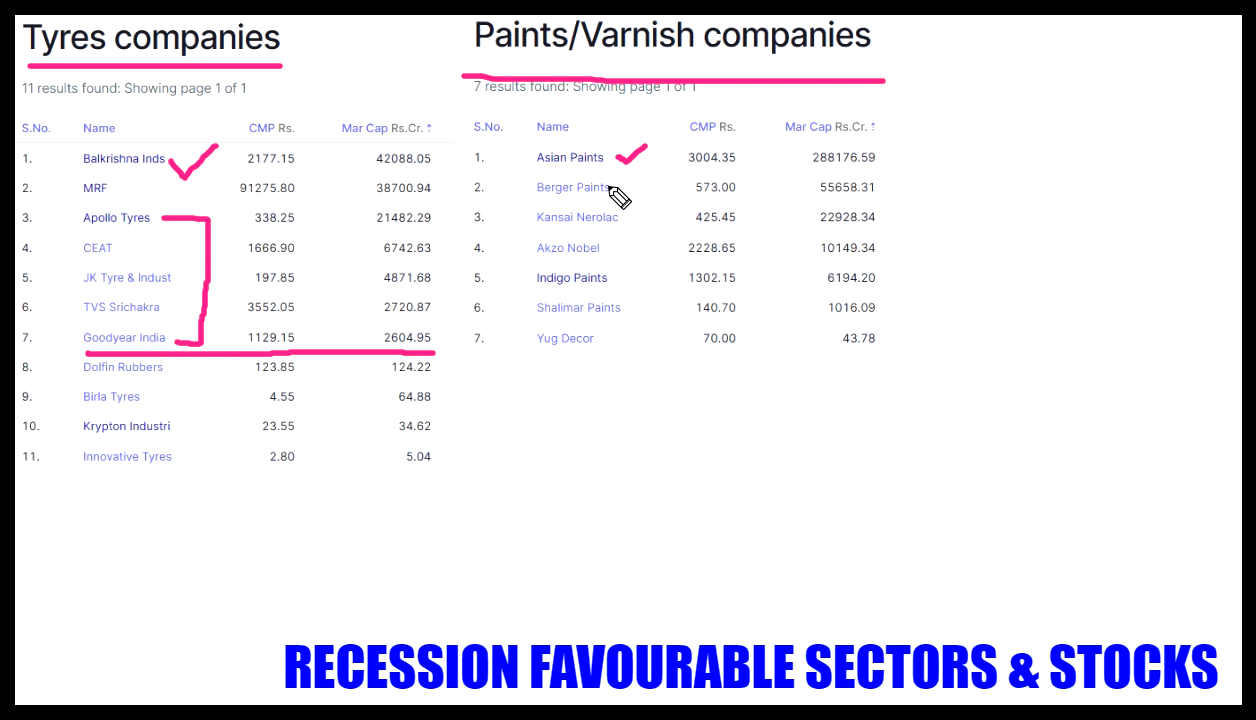 Tyres companies
11 results found: Showing page 1 of 1
S.No. Name CMP Rs. Mar Cap Rs.Cr. ↑
1. Balkrishna Inds 2177.15 42088.05
2. MRF 91275.80 38700.94
3. Apollo Tyres 338.25 21482.29
4. CEAT 1666.90 6742.63
5. JK Tyre & Indust 197.85 4871.68
6. TVS Srichakra 3552.05 2720.87
7. Goodyear India 1129.15 2604.95
8. Dolfin Rubbers 123.85 124.22
9. Birla Tyres 4.55 64.88
10. Krypton Industri 23.55 34.62
11. Innovative Tyres 2.80 5.04
Paints/Varnish companies
7 results found: Showing page 1 of 1
S.No. Name CMP Rs. Mar Cap Rs.Cr. ↑
1. Asian Paints 3004.35 288176.59
2. Berger Paints 573.00 55658.31
3. Kansai Nerolac 425.45 22928.34
4. Akzo Nobel 2228.65 10149.34
5. Indigo Paints 1302.15 6194.20
6. Shalimar Paints 140.70 1016.09
7. Yug Decor 70.00 43.78
RECESSION FAVOURABLE SECTORS & STOCKS